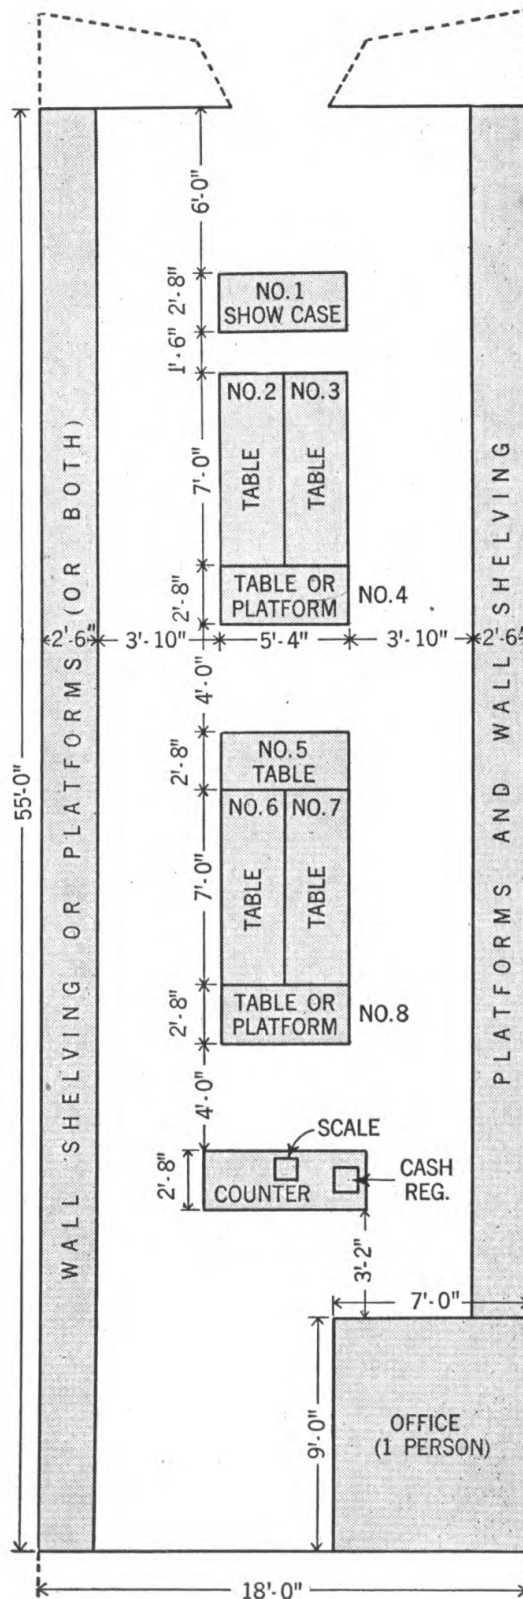 6'-0"
NO. 1
SHOW CASE
2'-8"
1'-6"
NO.2
NO.3
TABLE
TABLE
7'-0"
TABLE OR
PLATFORM
NO.4
2'-8"
2'-6"
3'-10"
5'-4"
3'-10"
2'-6"
4'-0"
NO.5
TABLE
2'-8"
NO.6
NO.7
TABLE
TABLE
7'-0"
TABLE OR
PLATFORM
NO.8
2'-8"
4'-0"
SCALE
COUNTER
CASH
REG.
2'-8"
3'-2"
7'-0"
9'-0"
OFFICE
(1 PERSON)
55'-0"
WALL SHELVING OR PLATFORMS (OR BOTH)
PLATFORMS AND WALL SHELVING
18'-0"